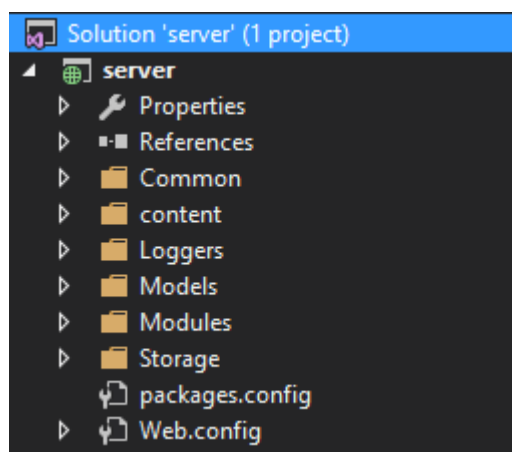 Solution 'server' (1 project)
server
Properties
References
Common
content
Loggers
Models
Modules
Storage
packages.config
Web.config